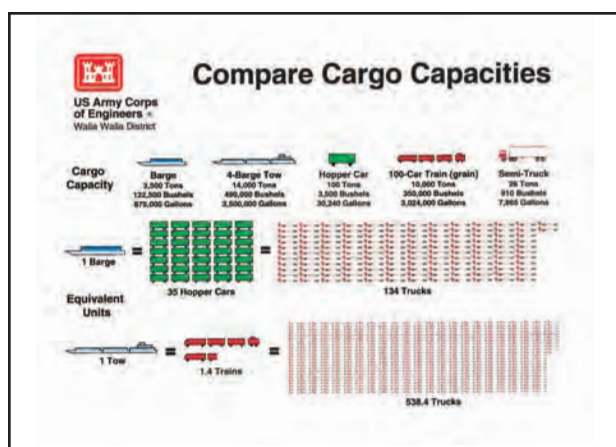 Compare Cargo Capacities
US Army Corps
of Engineers ®
Walla Walla District
Cargo
Capacity
Barge
3,500 Tons
122,500 Bushels
875,000 Gallons
4-Barge Tow
14,000 Tons
490,000 Bushels
3,500,000 Gallons
Hopper Car
100 Tons
3,500 Bushels
30,240 Gallons
100-Car Train (grain)
10,000 Tons
350,000 Bushels
3,024,000 Gallons
Semi-Truck
26 Tons
910 Bushels
7,865 Gallons
1 Barge
=
35 Hopper Cars
=
134 Trucks
Equivalent
Units
1 Tow
=
1.4 Trains
=
538.4 Trucks